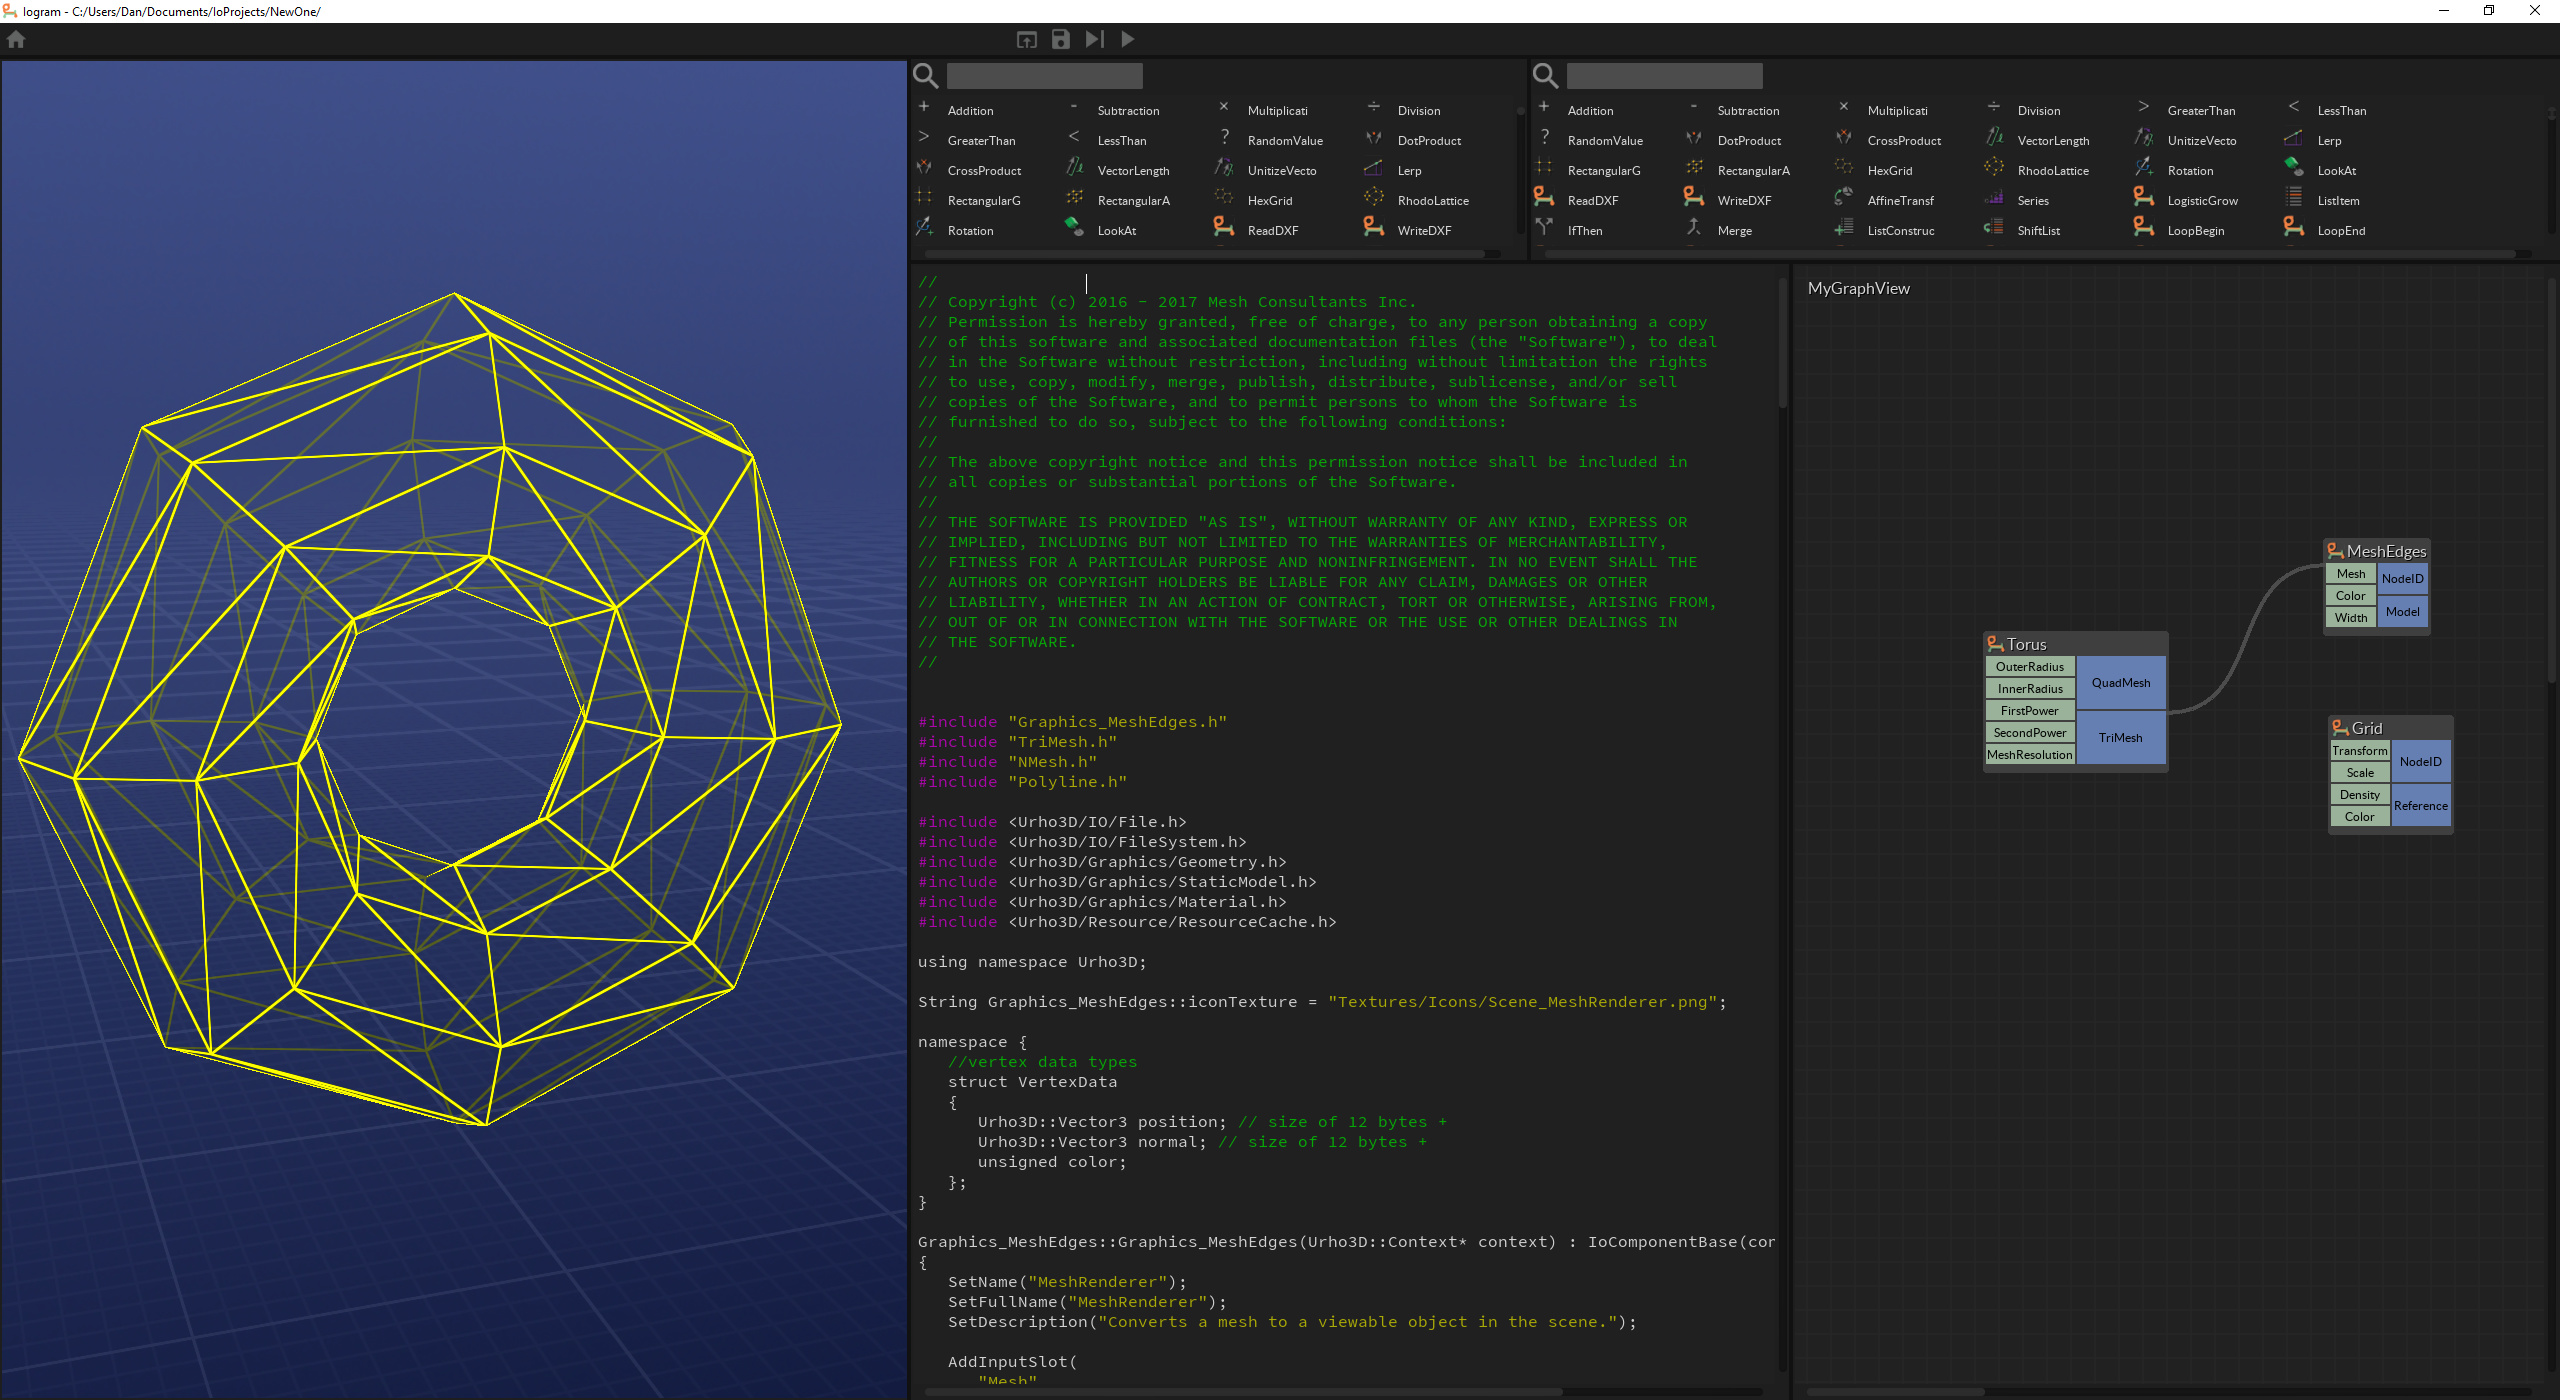 Iogram - C:/Users/Dan/Documents/IoProjects/NewOne/
+ Addition - Subtraction × Multiplicati ÷ Division
> GreaterThan < LessThan ? RandomValue DotProduct
CrossProduct VectorLength UnitizeVecto Lerp
RectangularG RectangularA HexGrid RhodoLattice
Rotation LookAt ReadDXF WriteDXF
+ Addition - Subtraction × Multiplicati ÷ Division > GreaterThan < LessThan
? RandomValue DotProduct CrossProduct VectorLength UnitizeVecto Lerp
RectangularG RectangularA HexGrid RhodoLattice Rotation LookAt
ReadDXF WriteDXF AffineTransf Series LogisticGrow ListItem
IfThen Merge ListConstruc ShiftList LoopBegin LoopEnd
//
// Copyright (c) 2016 - 2017 Mesh Consultants Inc.
// Permission is hereby granted, free of charge, to any person obtaining a copy
// of this software and associated documentation files (the "Software"), to deal
// in the Software without restriction, including without limitation the rights
// to use, copy, modify, merge, publish, distribute, sublicense, and/or sell
// copies of the Software, and to permit persons to whom the Software is
// furnished to do so, subject to the following conditions:
//
// The above copyright notice and this permission notice shall be included in
// all copies or substantial portions of the Software.
//
// THE SOFTWARE IS PROVIDED "AS IS", WITHOUT WARRANTY OF ANY KIND, EXPRESS OR
// IMPLIED, INCLUDING BUT NOT LIMITED TO THE WARRANTIES OF MERCHANTABILITY,
// FITNESS FOR A PARTICULAR PURPOSE AND NONINFRINGEMENT. IN NO EVENT SHALL THE
// AUTHORS OR COPYRIGHT HOLDERS BE LIABLE FOR ANY CLAIM, DAMAGES OR OTHER
// LIABILITY, WHETHER IN AN ACTION OF CONTRACT, TORT OR OTHERWISE, ARISING FROM,
// OUT OF OR IN CONNECTION WITH THE SOFTWARE OR THE USE OR OTHER DEALINGS IN
// THE SOFTWARE.
//
#include "Graphics_MeshEdges.h"
#include "TriMesh.h"
#include "NMesh.h"
#include "Polyline.h"
#include <Urho3D/IO/File.h>
#include <Urho3D/IO/FileSystem.h>
#include <Urho3D/Graphics/Geometry.h>
#include <Urho3D/Graphics/StaticModel.h>
#include <Urho3D/Graphics/Material.h>
#include <Urho3D/Resource/ResourceCache.h>
using namespace Urho3D;
String Graphics_MeshEdges::iconTexture = "Textures/Icons/Scene_MeshRenderer.png";
namespace {
//vertex data types
struct VertexData
{
Urho3D::Vector3 position; // size of 12 bytes +
Urho3D::Vector3 normal; // size of 12 bytes +
unsigned color;
};
}
Graphics_MeshEdges::Graphics_MeshEdges(Urho3D::Context* context) : IoComponentBase(con
{
SetName("MeshRenderer");
SetFullName("MeshRenderer");
SetDescription("Converts a mesh to a viewable object in the scene.");
AddInputSlot(
"Mesh"
MyGraphView
MeshEdges
Mesh
Color
Width
NodeID
Model
Torus
OuterRadius
InnerRadius
FirstPower
SecondPower
MeshResolution
QuadMesh
TriMesh
Grid
Transform
Scale
Density
Color
NodeID
Reference